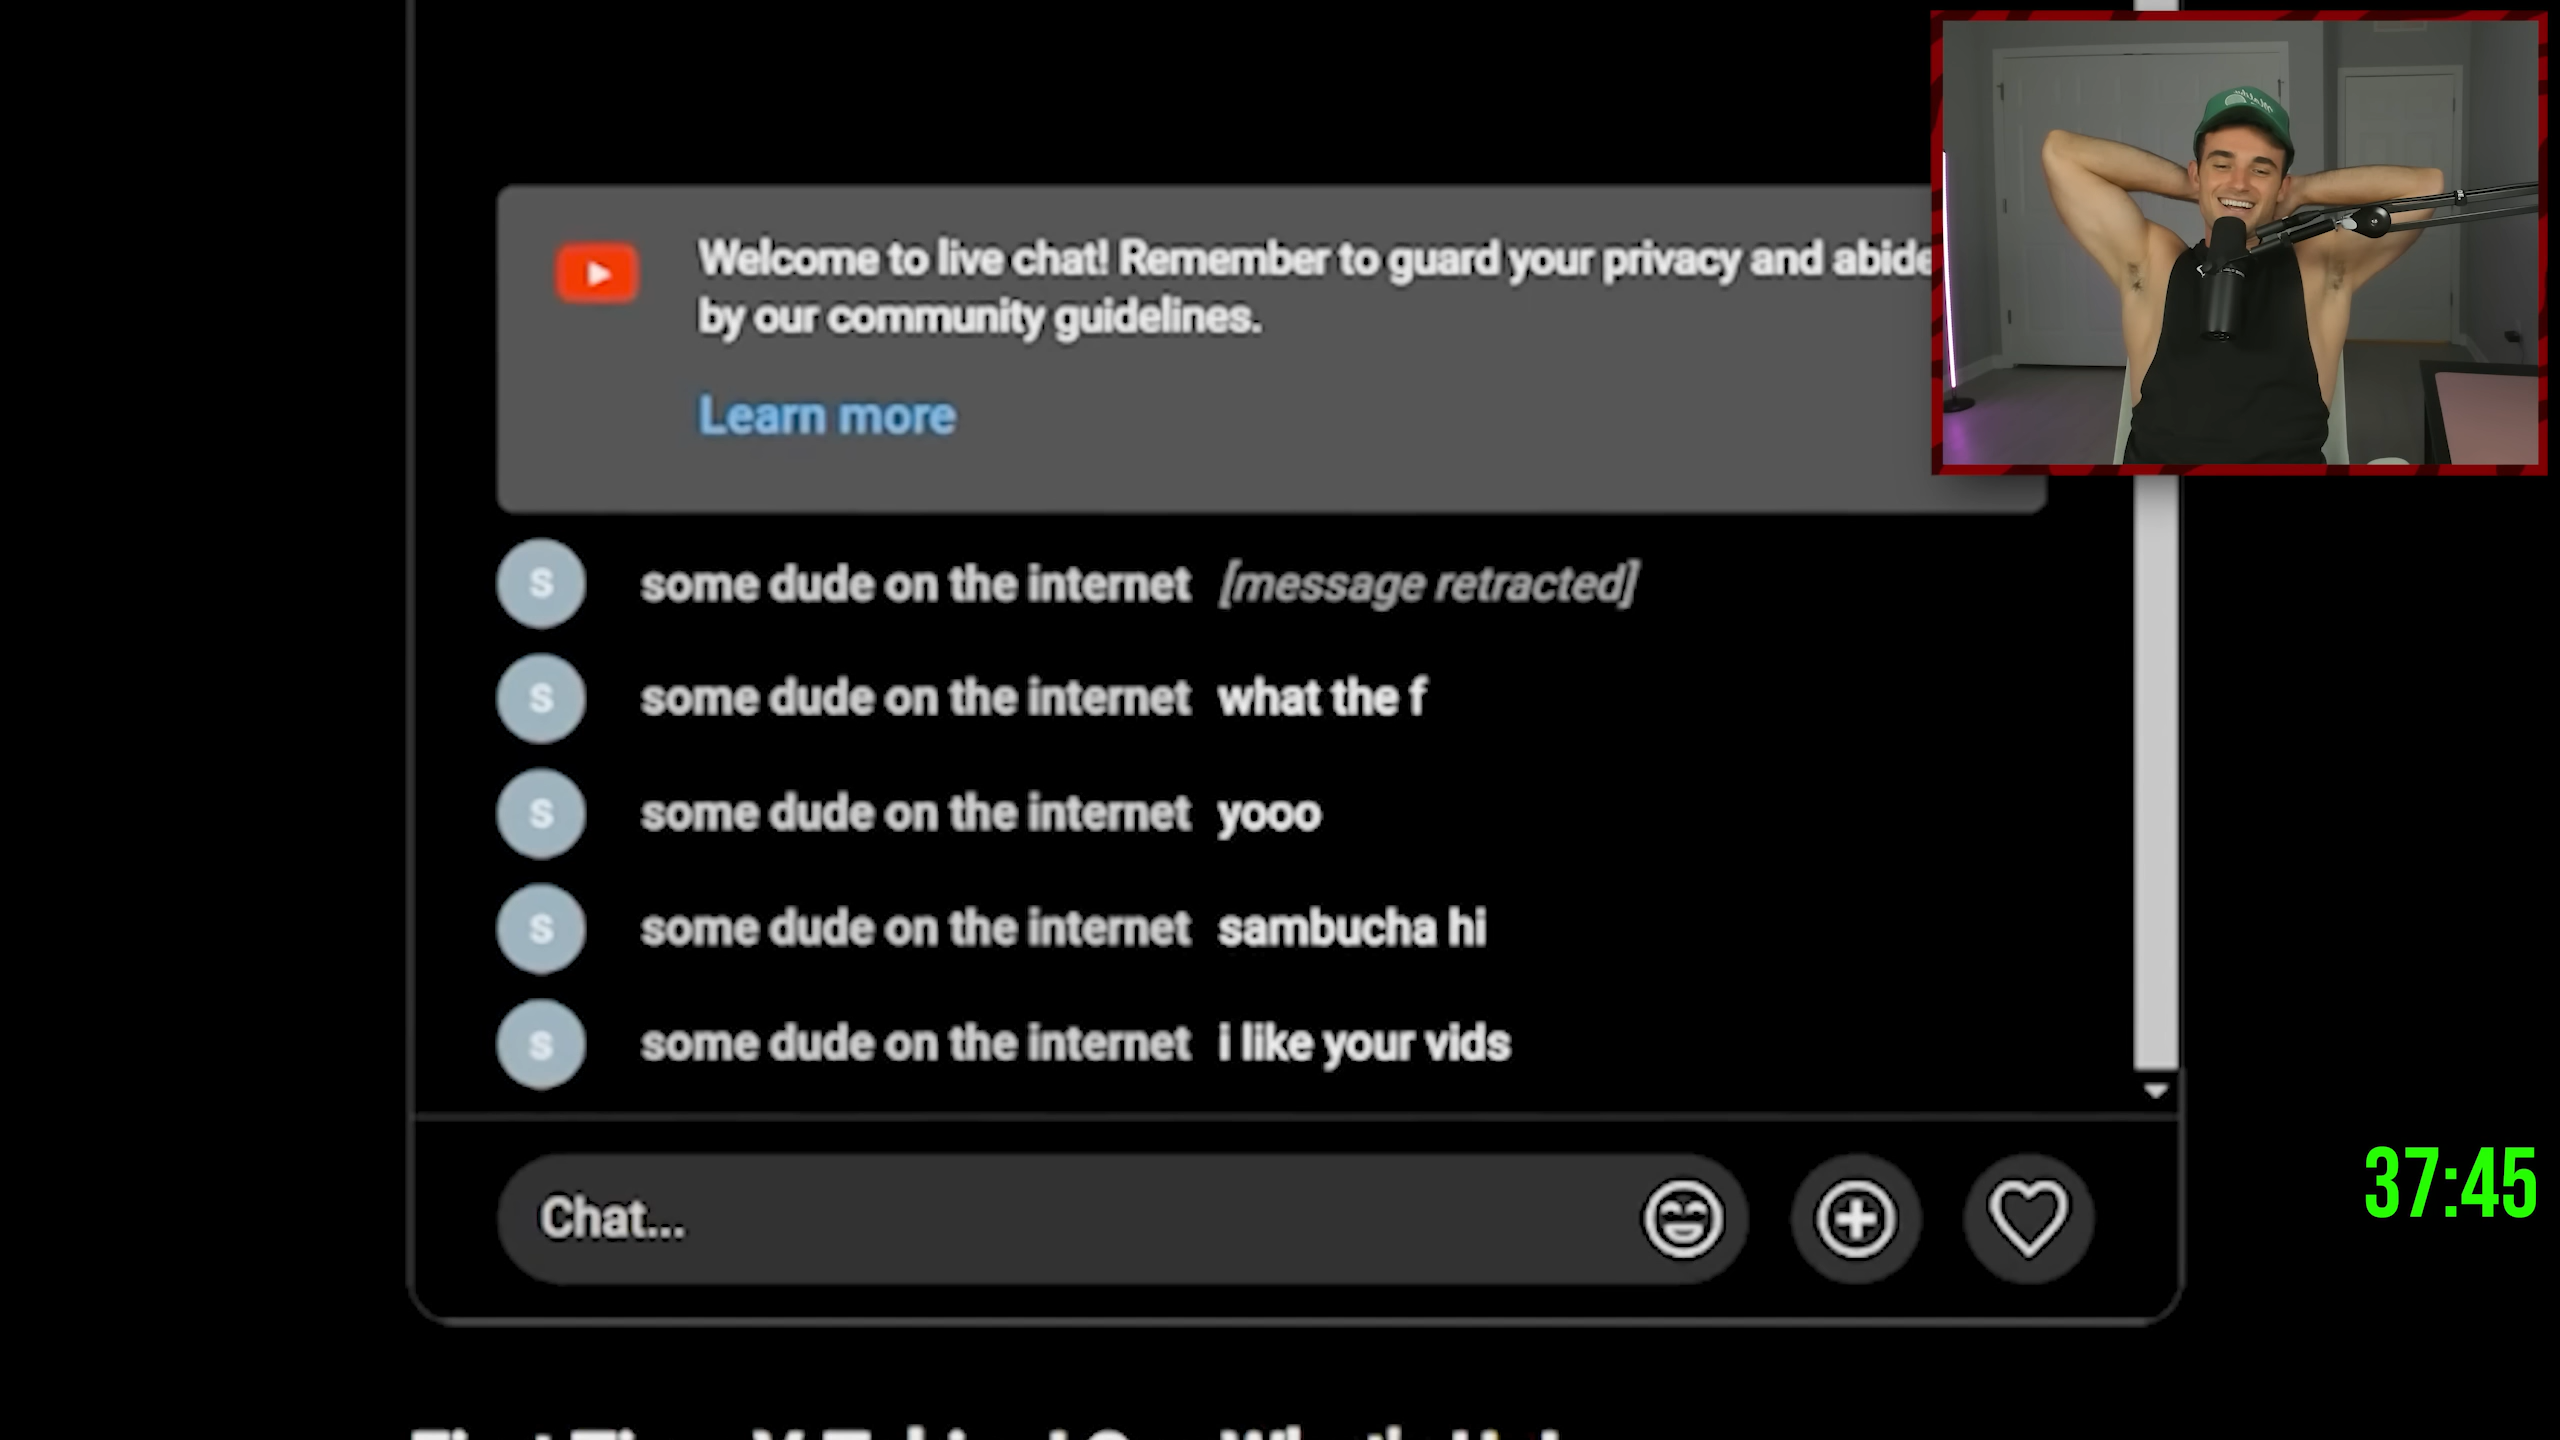 Welcome to live chat! Remember to guard your privacy and abide
by our community guidelines.
Learn more
S some dude on the internet [message retracted]
S some dude on the internet what the f
S some dude on the internet yooo
S some dude on the internet sambucha hi
S some dude on the internet i like your vids
Chat...
37:45